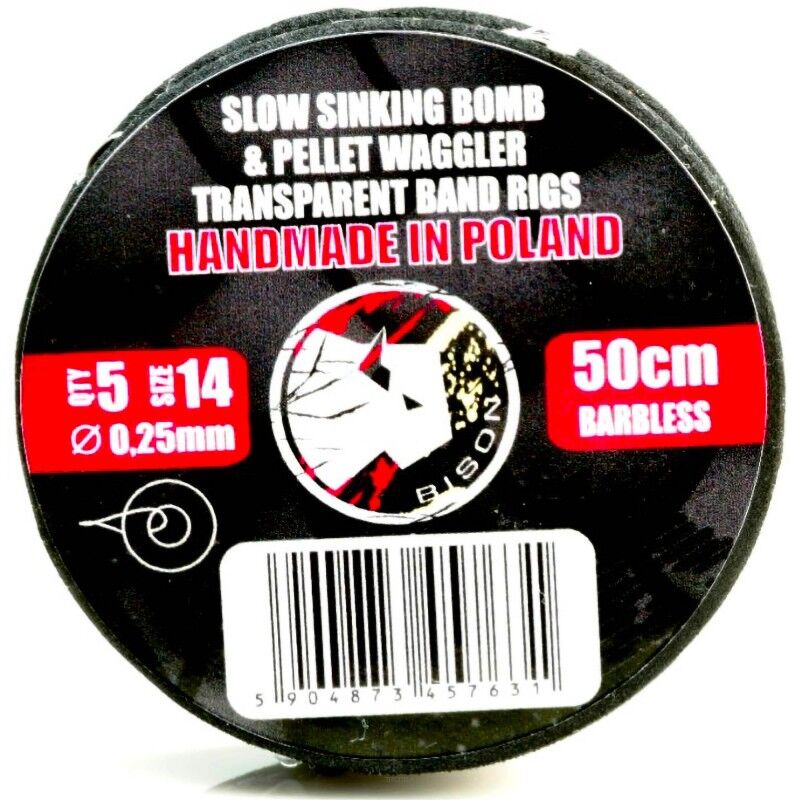 SLOW SINKING BOMB
& PELLET WAGGLER
TRANSPARENT BAND RIGS
HANDMADE IN POLAND
QTY 5 SIZE 14
Ø 0,25mm
50cm
BARBLESS
BISON
5 904873 457631